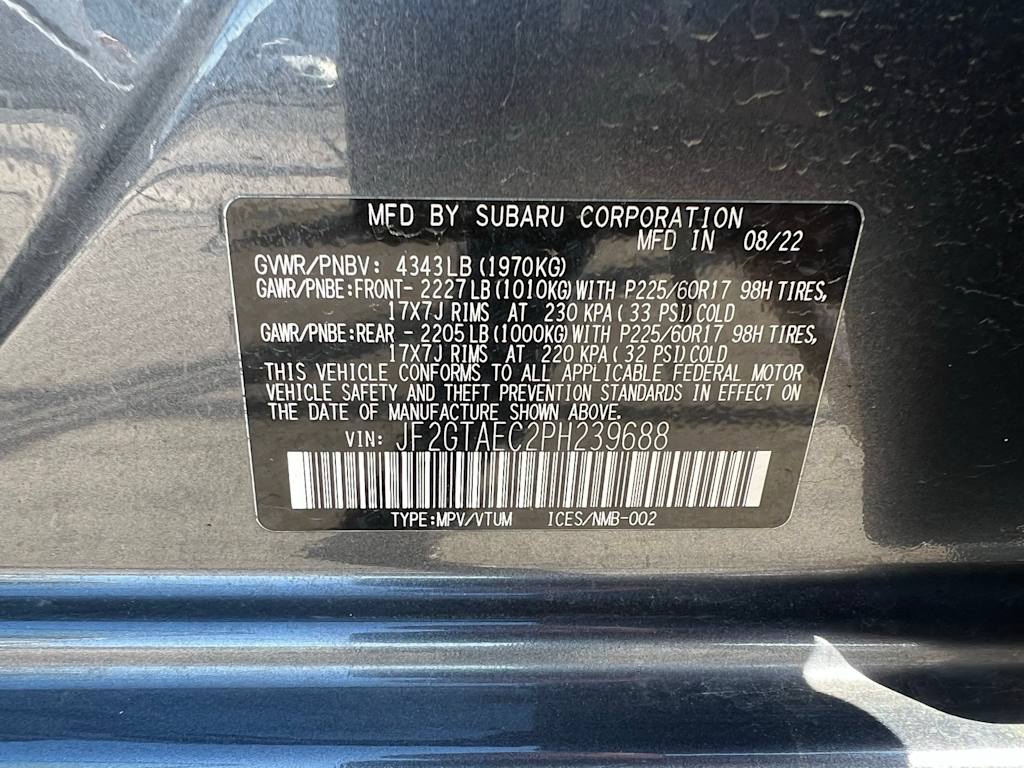 MFD BY SUBARU CORPORATION
MFD IN 08/22
GVWR/PNBV: 4343LB (1970KG)
GAWR/PNBE:FRONT- 2227LB (1010KG) WITH P225/60R17 98H TIRES,
17X7J RIMS AT 230 KPA ( 33 PSI) COLD
GAWR/PNBE:REAR - 2205LB (1000KG) WITH P225/60R17 98H TIRES,
17X7J RIMS AT 220 KPA ( 32 PSI) COLD
THIS VEHICLE CONFORMS TO ALL APPLICABLE FEDERAL MOTOR
VEHICLE SAFETY AND THEFT PREVENTION STANDARDS IN EFFECT ON
THE DATE OF MANUFACTURE SHOWN ABOVE.
VIN: JF2GTAEC2PH239688
TYPE:MPV/VTUM ICES/NMB-002